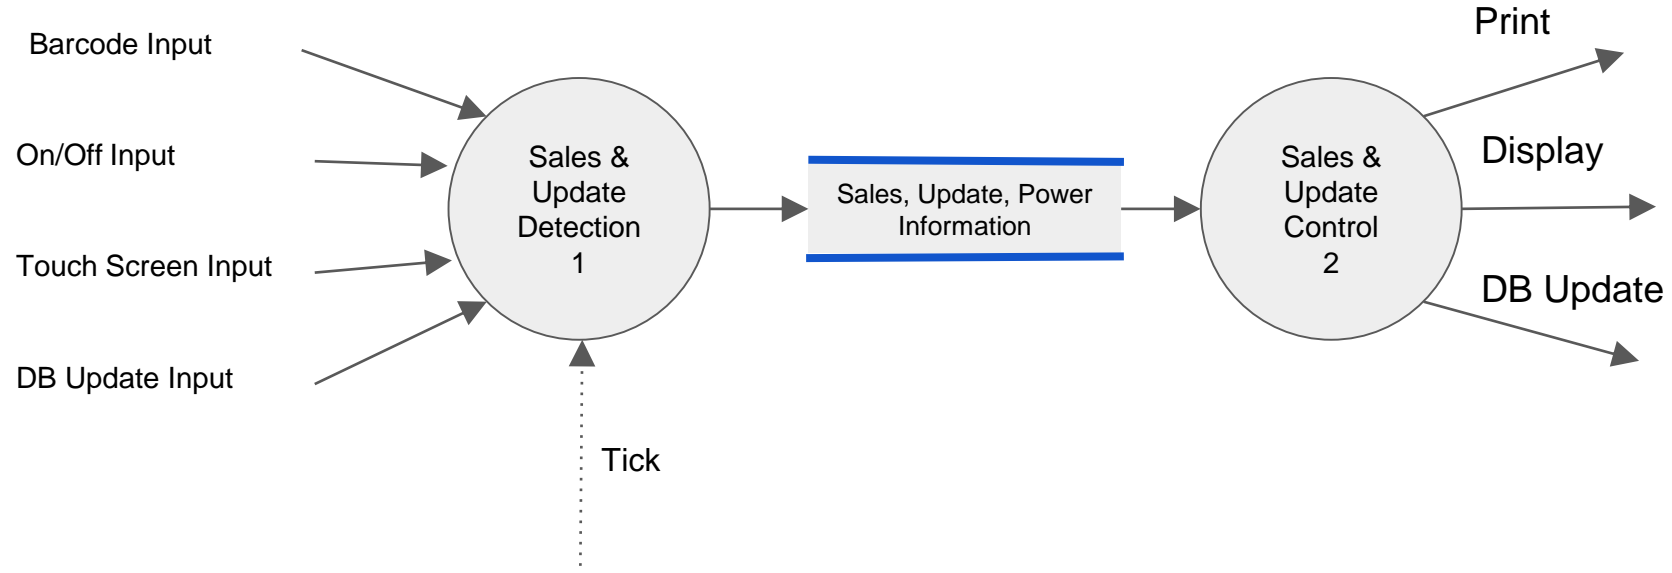 Barcode Input
On/Off Input
Touch Screen Input
DB Update Input
Sales &
Update
Detection
1
Tick
Sales, Update, Power
Information
Sales &
Update
Control
2
Print
Display
DB Update